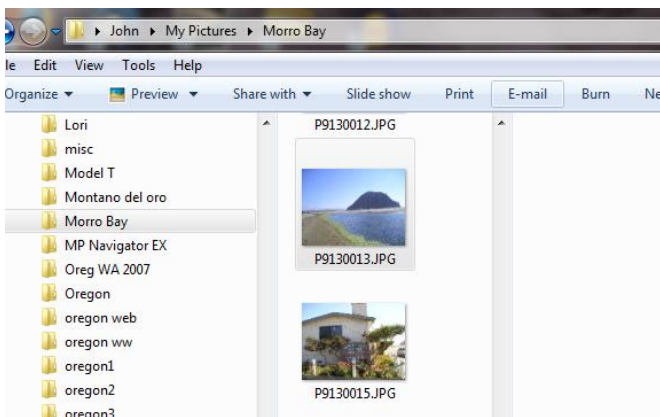 John ▸ My Pictures ▸ Morro Bay
le Edit View Tools Help
Organize Preview Share with Slide show Print E-mail Burn Ne
Lori
misc
Model T
Montano del oro
Morro Bay
MP Navigator EX
Oreg WA 2007
Oregon
oregon web
oregon ww
oregon1
oregon2
oregon3
P9130012.JPG
P9130013.JPG
P9130015.JPG